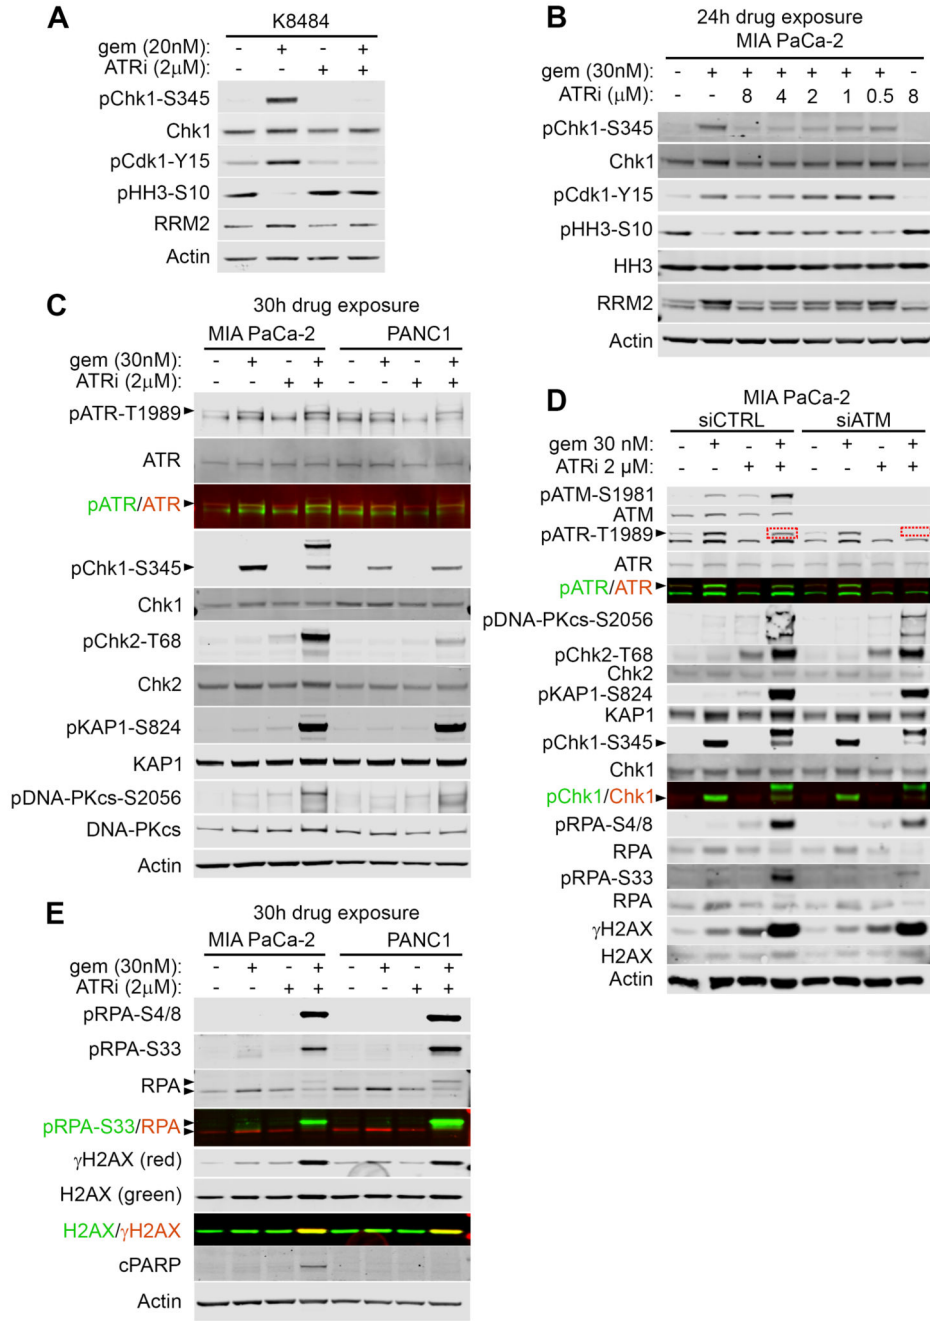 A
K8484
gem (20nM): - + - +
ATRi (2μM): - - + +
pChk1-S345
Chk1
pCdk1-Y15
pHH3-S10
RRM2
Actin
B
24h drug exposure
MIA PaCa-2
gem (30nM): - + + + + + + -
ATRi (μM): - - 8 4 2 1 0.5 8
pChk1-S345
Chk1
pCdk1-Y15
pHH3-S10
HH3
RRM2
Actin
C
30h drug exposure
MIA PaCa-2 PANC1
gem (30nM): - + - + - + - +
ATRi (2μM): - - + + - - + +
pATR-T1989
ATR
pATR/ATR
pChk1-S345
Chk1
pChk2-T68
Chk2
pKAP1-S824
KAP1
pDNA-PKcs-S2056
DNA-PKcs
Actin
D
MIA PaCa-2
siCTRL siATM
gem 30 nM: - + - + - + - +
ATRi 2 μM: - - + + - - + +
pATM-S1981
ATM
pATR-T1989
ATR
pATR/ATR
pDNA-PKcs-S2056
pChk2-T68
Chk2
pKAP1-S824
KAP1
pChk1-S345
Chk1
pChk1/Chk1
pRPA-S4/8
RPA
pRPA-S33
RPA
γH2AX
H2AX
Actin
E
30h drug exposure
MIA PaCa-2 PANC1
gem (30nM): - + - + - + - +
ATRi (2μM): - - + + - - + +
pRPA-S4/8
pRPA-S33
RPA
pRPA-S33/RPA
γH2AX (red)
H2AX (green)
H2AX/γH2AX
cPARP
Actin